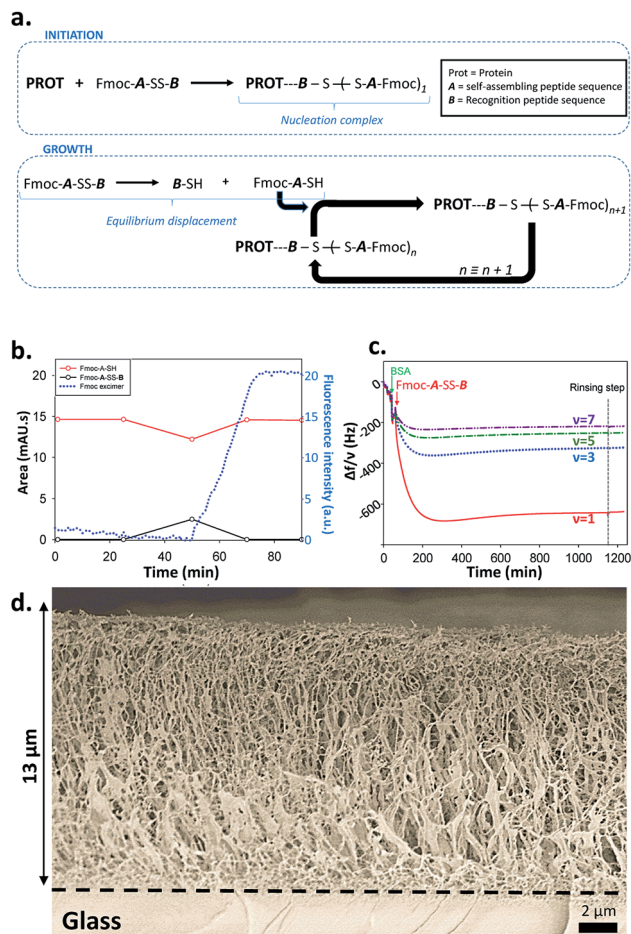 a.
INITIATION
PROT + Fmoc-A-SS-B PROT---B – S –( S-A-Fmoc)1
Nucleation complex
Prot = Protein
A = self-assembling peptide sequence
B = Recognition peptide sequence
GROWTH
Fmoc-A-SS-B B-SH + Fmoc-A-SH
Equilibrium displacement
PROT---B – S –( S-A-Fmoc)n+1
PROT---B – S –( S-A-Fmoc)n
n ≡ n + 1
b.
Fmoc-A-SH
Fmoc-A-SS-B
Fmoc excimer
20
15
10
5
0
Area (mAU.s)
20
15
10
5
0
Fluorescence intensity (a.u.)
0 20 40 60 80
Time (min)
c.
BSA
Fmoc-A-SS-B
Rinsing step
0
-200
-400
-600
Δf/ν (Hz)
ν=7
ν=5
ν=3
ν=1
0 200 400 600 800 1000 1200
Time (min)
d.
13 µm
Glass
2 µm